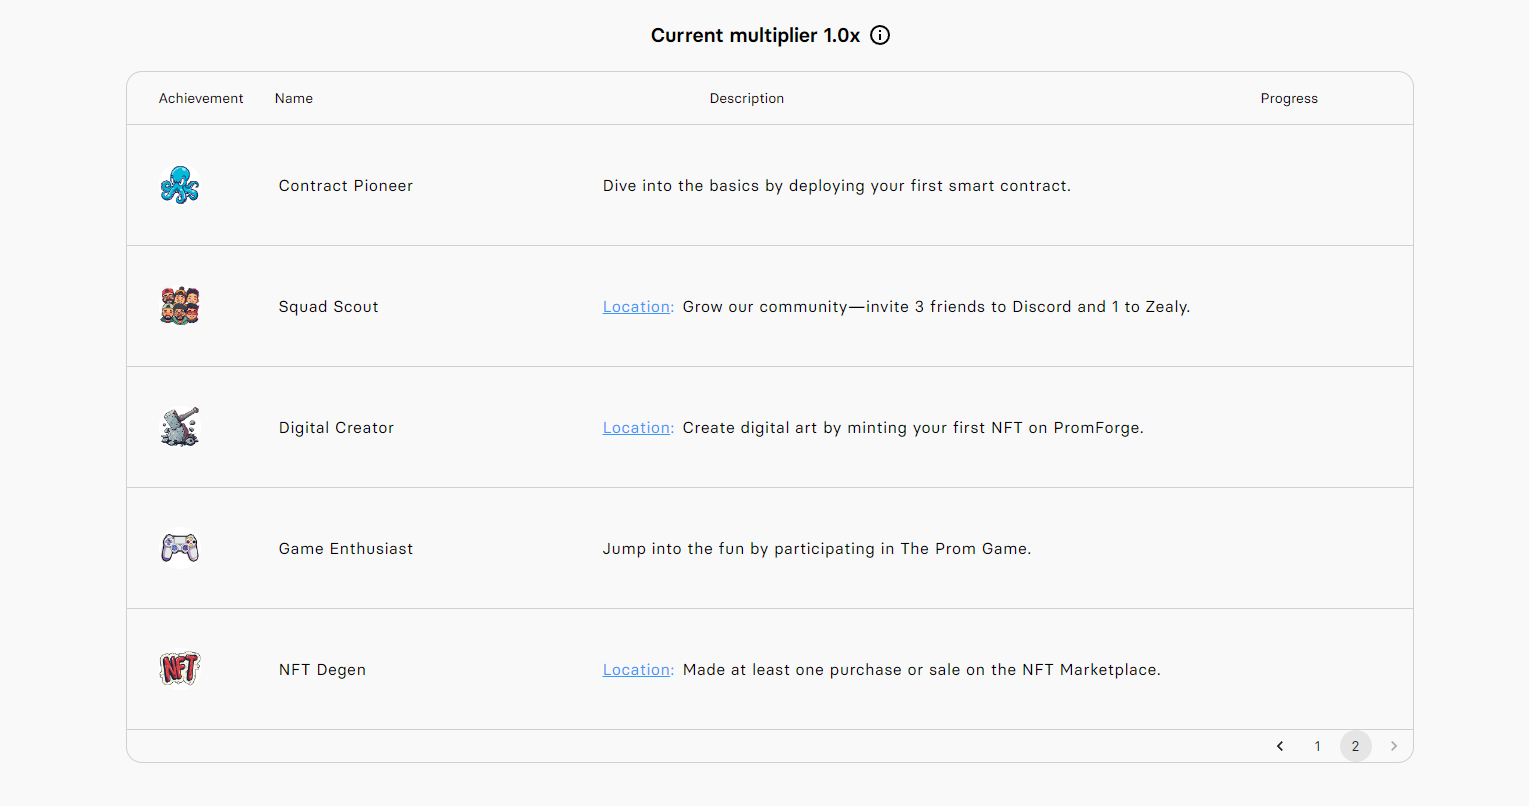 Current multiplier 1.0x
Achievement Name Description Progress
Contract Pioneer Dive into the basics by deploying your first smart contract.
Squad Scout Location: Grow our community—invite 3 friends to Discord and 1 to Zealy.
Digital Creator Location: Create digital art by minting your first NFT on PromForge.
Game Enthusiast Jump into the fun by participating in The Prom Game.
NFT NFT Degen Location: Made at least one purchase or sale on the NFT Marketplace.
1 2